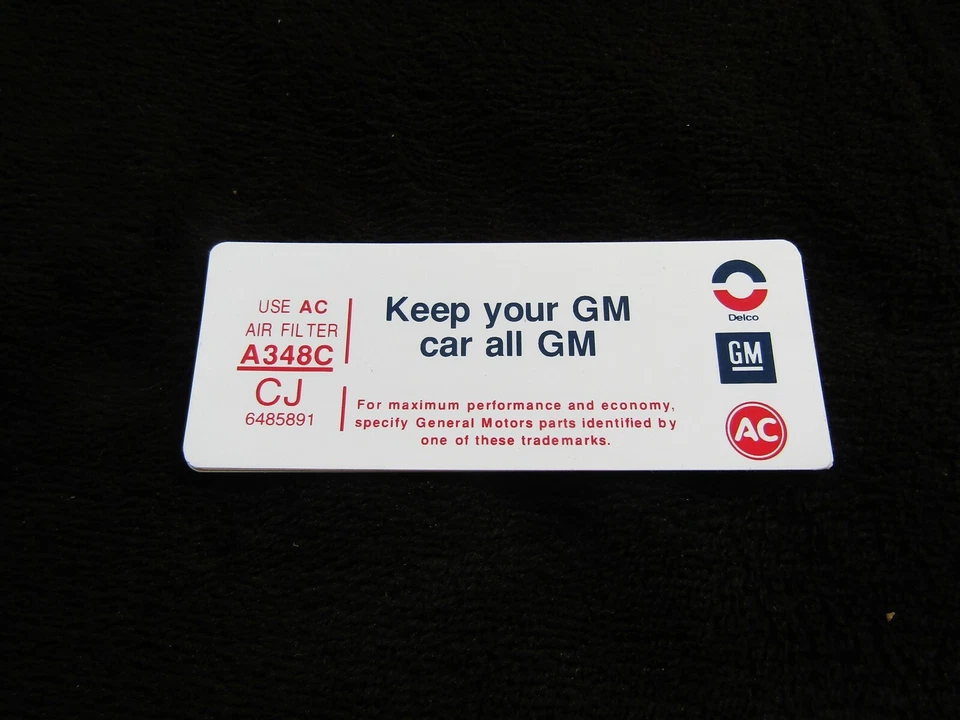 USE AC
AIR FILTER
A348C
CJ
6485891
Keep your GM
car all GM
For maximum performance and economy,
specify General Motors parts identified by
one of these trademarks.
Delco
GM
AC